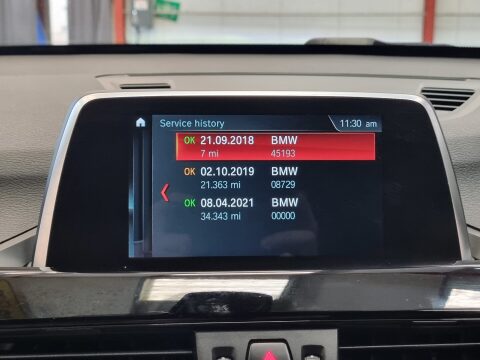 Service history
11:30 am
OK 21.09.2018 BMW
7 mi 45193
OK 02.10.2019 BMW
21.363 mi 08729
OK 08.04.2021 BMW
34.343 mi 00000